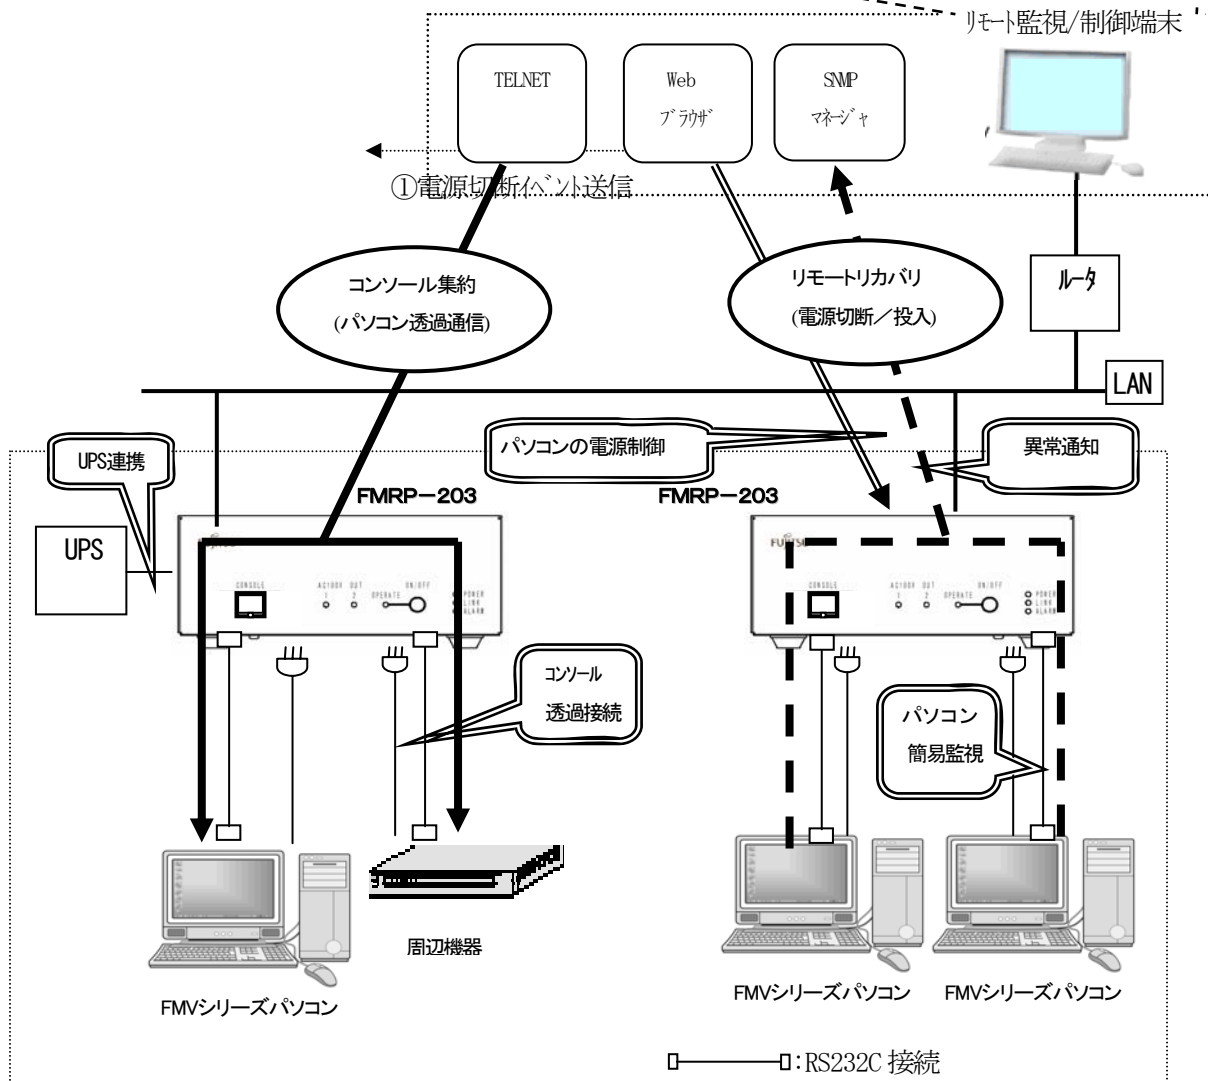 リモート監視/制御端末
TELNET
Web
ブラウザ
SNMP
マネージャ
①電源切断イベント送信
コンソール集約
(パソコン透過通信)
リモートリカバリ
(電源切断／投入)
ルータ
LAN
UPS連携
パソコンの電源制御
異常通知
FMRP－203
FMRP－203
UPS
FUJITSU
CONSOLE
AC100V OUT
1 2
OPERATE
ON/OFF
POWER
LINK
ALARM
FUJITSU
CONSOLE
AC100V OUT
1 2
OPERATE
ON/OFF
POWER
LINK
ALARM
コンソール
透過接続
パソコン
簡易監視
周辺機器
FMVシリーズパソコン
FMVシリーズパソコン
FMVシリーズパソコン
:RS232C 接続